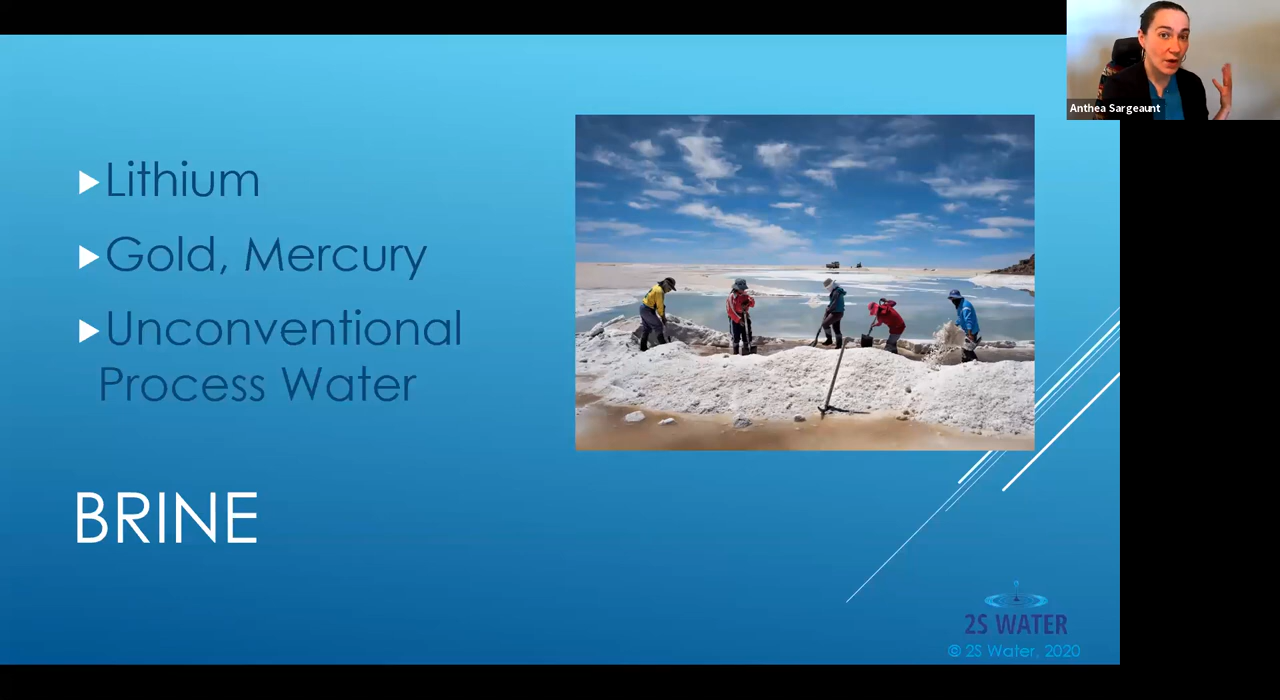 Anthea Sargeaunt
Lithium
Gold, Mercury
Unconventional
Process Water
BRINE
2S WATER
© 2S Water, 2020